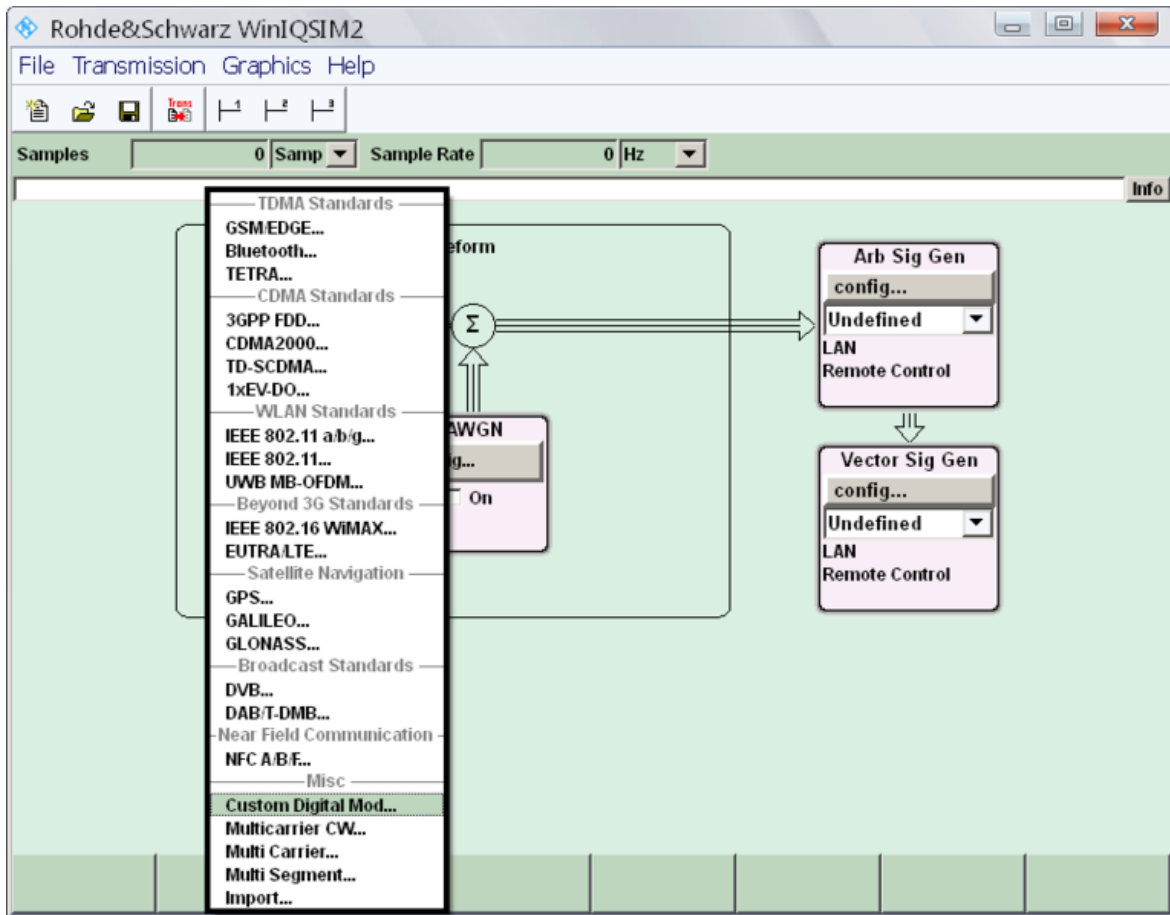 Rohde&Schwarz WinIQSIM2
File Transmission Graphics Help
Trans
1 2 3
Samples 0 Samp Sample Rate 0 Hz
Info
TDMA Standards
GSM/EDGE...
Bluetooth...
TETRA...
CDMA Standards
3GPP FDD...
CDMA2000...
TD-SCDMA...
1xEV-DO...
WLAN Standards
IEEE 802.11 a/b/g...
IEEE 802.11...
UWB MB-OFDM...
Beyond 3G Standards
IEEE 802.16 WiMAX...
EUTRA/LTE...
Satellite Navigation
GPS...
GALILEO...
GLONASS...
Broadcast Standards
DVB...
DAB/T-DMB...
Near Field Communication
NFC A/B/F...
Misc
Custom Digital Mod...
Multicarrier CW...
Multi Carrier...
Multi Segment...
Import...
eform
Σ
AWGN
ig...
On
Arb Sig Gen
config...
Undefined
LAN
Remote Control
Vector Sig Gen
config...
Undefined
LAN
Remote Control